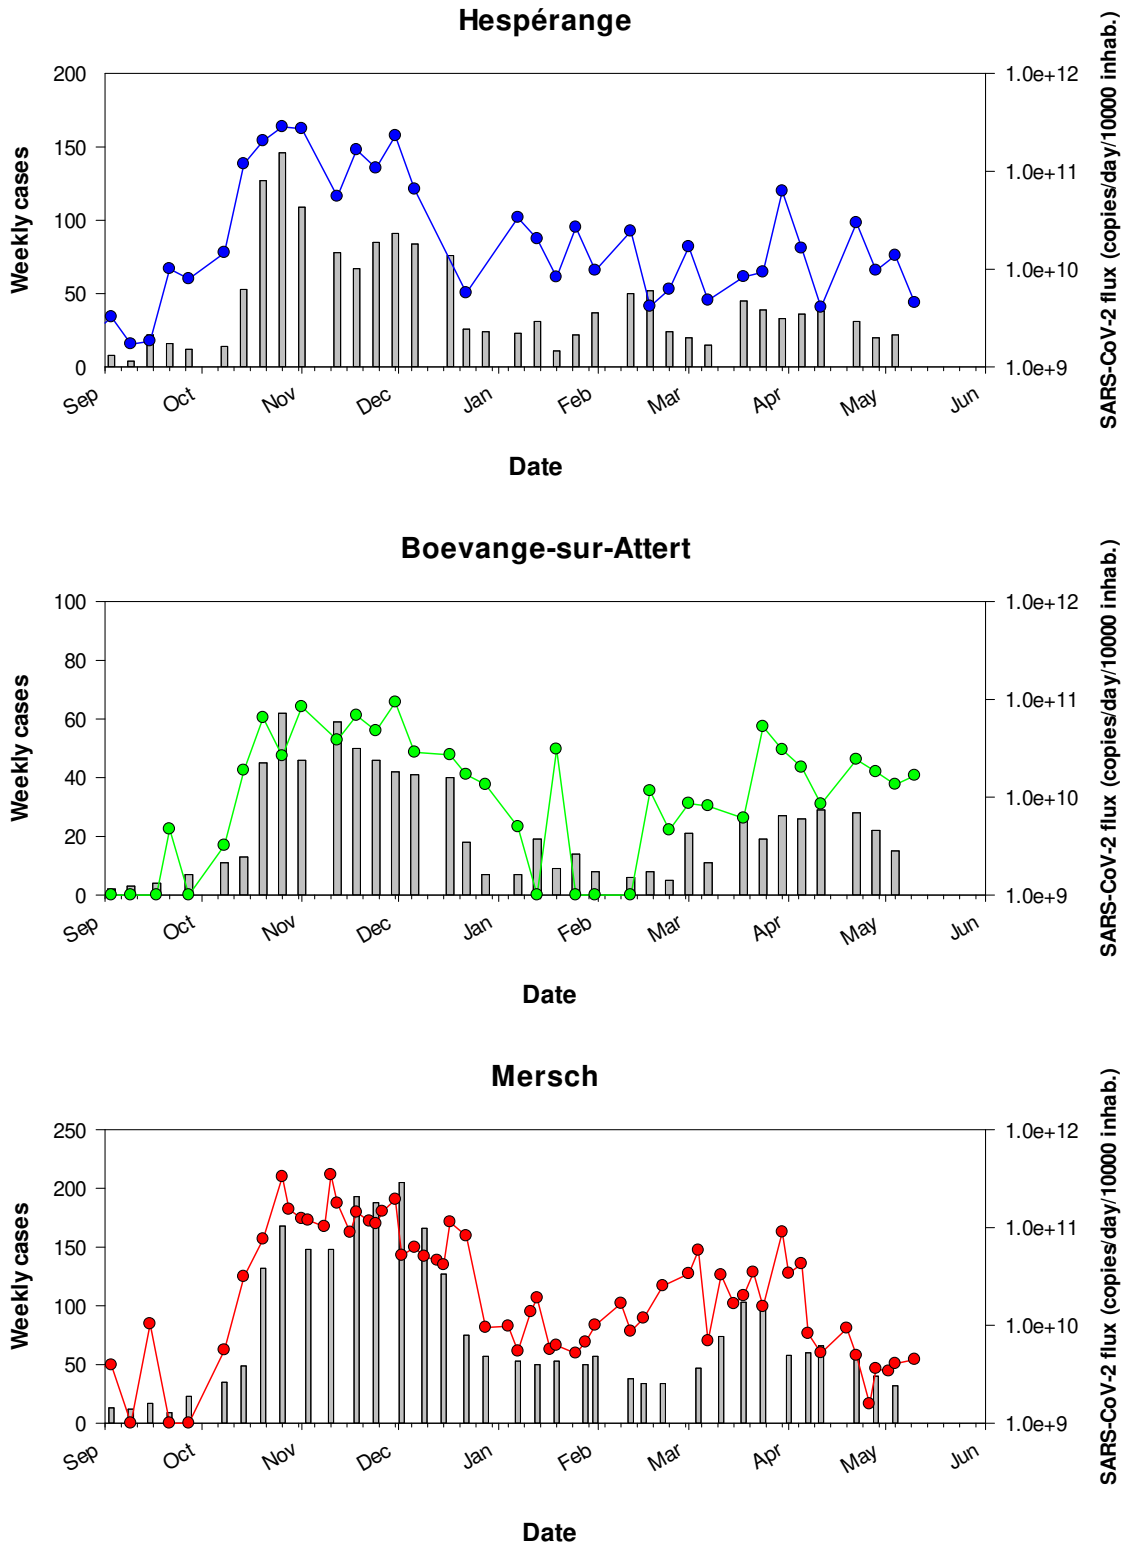 Hespérange
Weekly cases
200
150
100
50
0
1.0e+12
1.0e+11
1.0e+10
1.0e+9
SARS-CoV-2 flux (copies/day/10000 inhab.)
Sep Oct Nov Dec Jan Feb Mar Apr May Jun
Date
Boevange-sur-Attert
Weekly cases
100
80
60
40
20
0
1.0e+12
1.0e+11
1.0e+10
1.0e+9
SARS-CoV-2 flux (copies/day/10000 inhab.)
Sep Oct Nov Dec Jan Feb Mar Apr May Jun
Date
Mersch
Weekly cases
250
200
150
100
50
0
1.0e+12
1.0e+11
1.0e+10
1.0e+9
SARS-CoV-2 flux (copies/day/10000 inhab.)
Sep Oct Nov Dec Jan Feb Mar Apr May Jun
Date